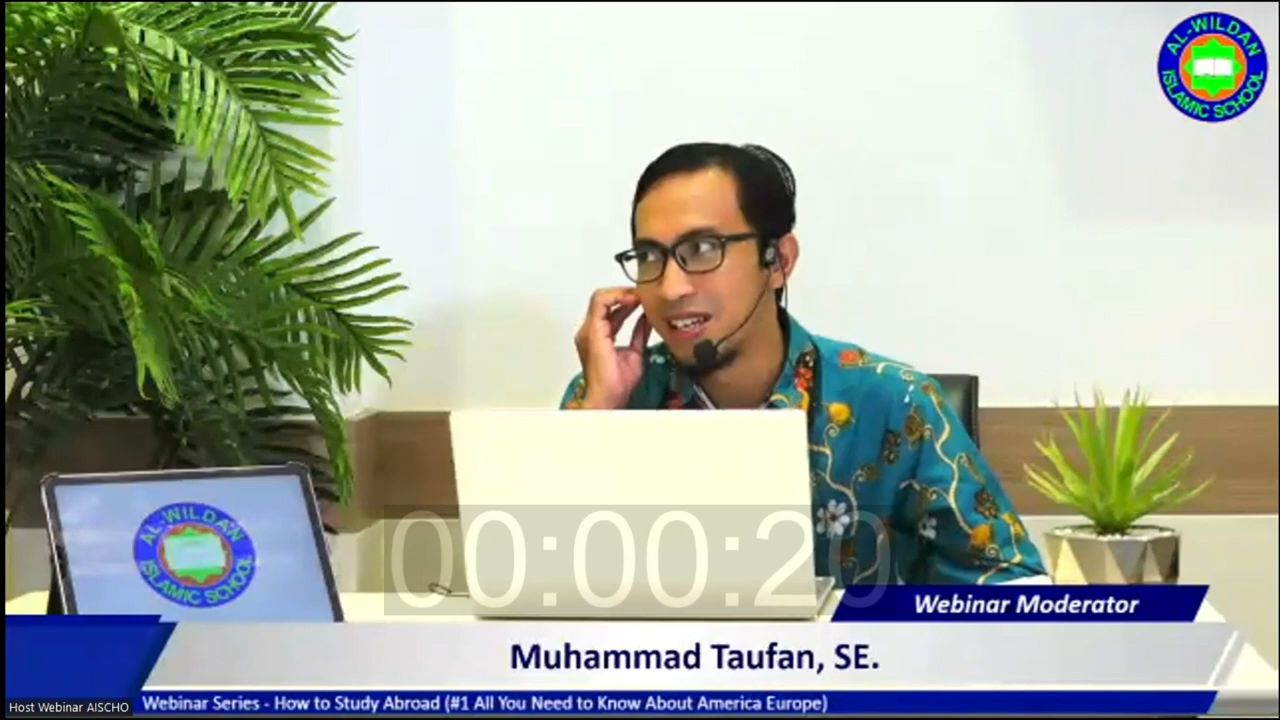 AL-WILDAN
ISLAMIC SCHOOL
AL-WILDAN
ISLAMIC SCHOOL
00:00:20
Webinar Moderator
Muhammad Taufan, SE.
Host Webinar AISCHO
Webinar Series - How to Study Abroad (#1 All You Need to Know About America Europe)